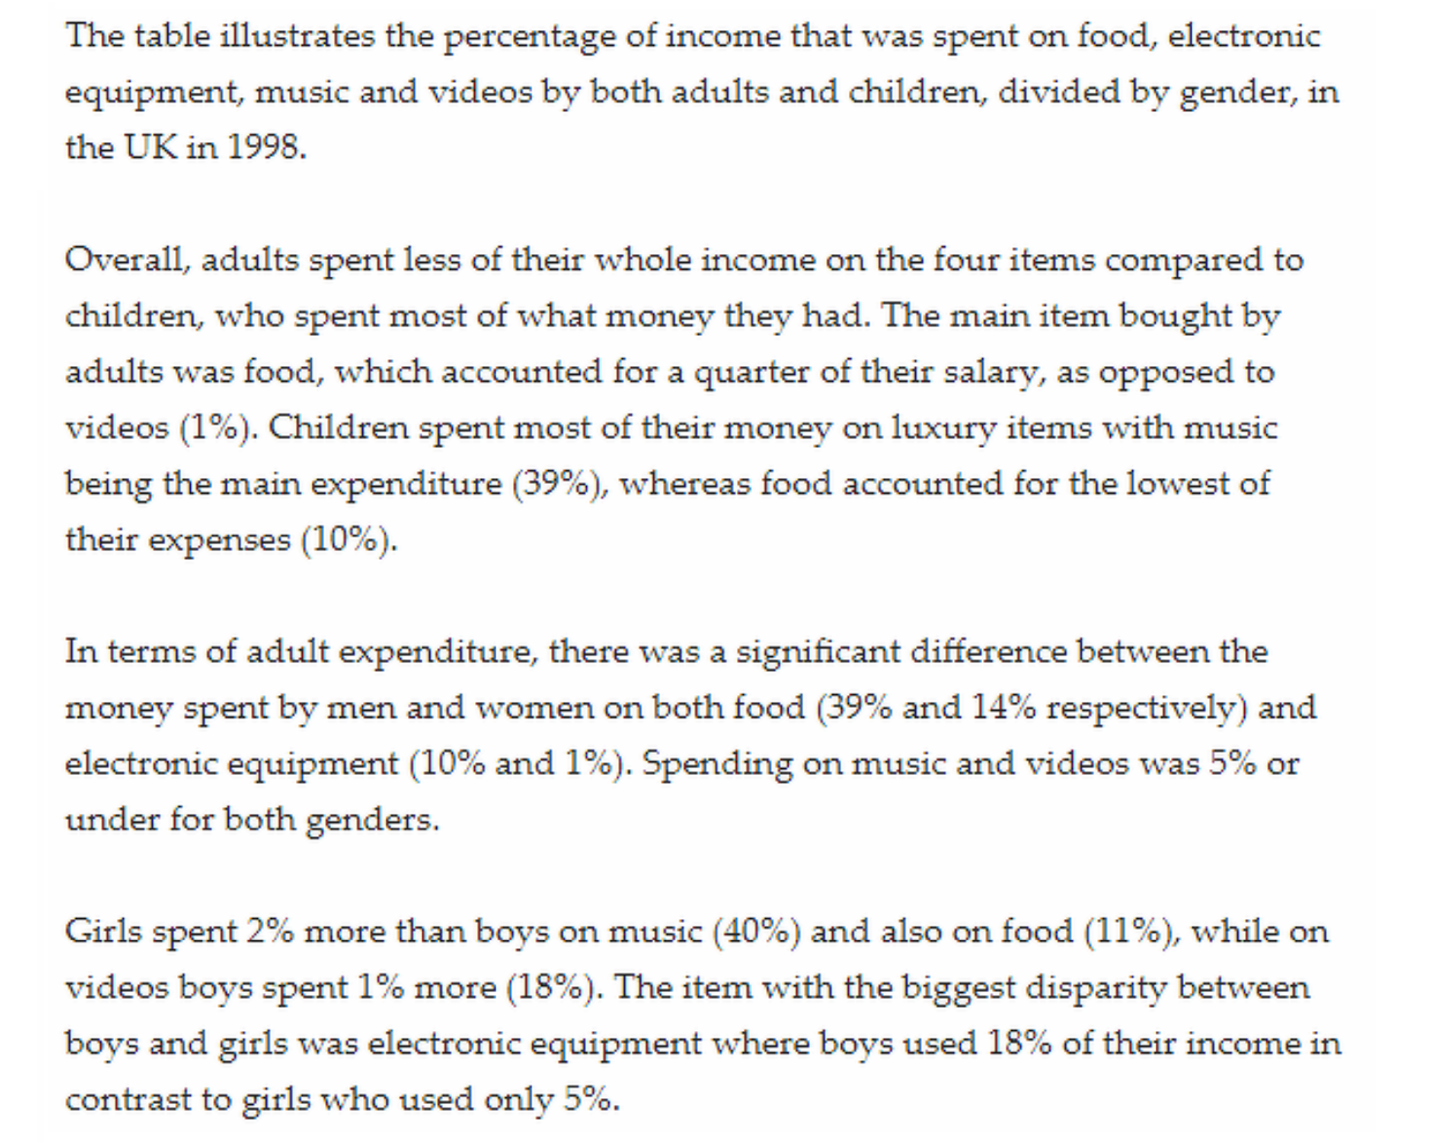 The table illustrates the percentage of income that was spent on food, electronic
equipment, music and videos by both adults and children, divided by gender, in
the UK in 1998.
Overall, adults spent less of their whole income on the four items compared to
children, who spent most of what money they had. The main item bought by
adults was food, which accounted for a quarter of their salary, as opposed to
videos (1%). Children spent most of their money on luxury items with music
being the main expenditure (39%), whereas food accounted for the lowest of
their expenses (10%).
In terms of adult expenditure, there was a significant difference between the
money spent by men and women on both food (39% and 14% respectively) and
electronic equipment (10% and 1%). Spending on music and videos was 5% or
under for both genders.
Girls spent 2% more than boys on music (40%) and also on food (11%), while on
videos boys spent 1% more (18%). The item with the biggest disparity between
boys and girls was electronic equipment where boys used 18% of their income in
contrast to girls who used only 5%.